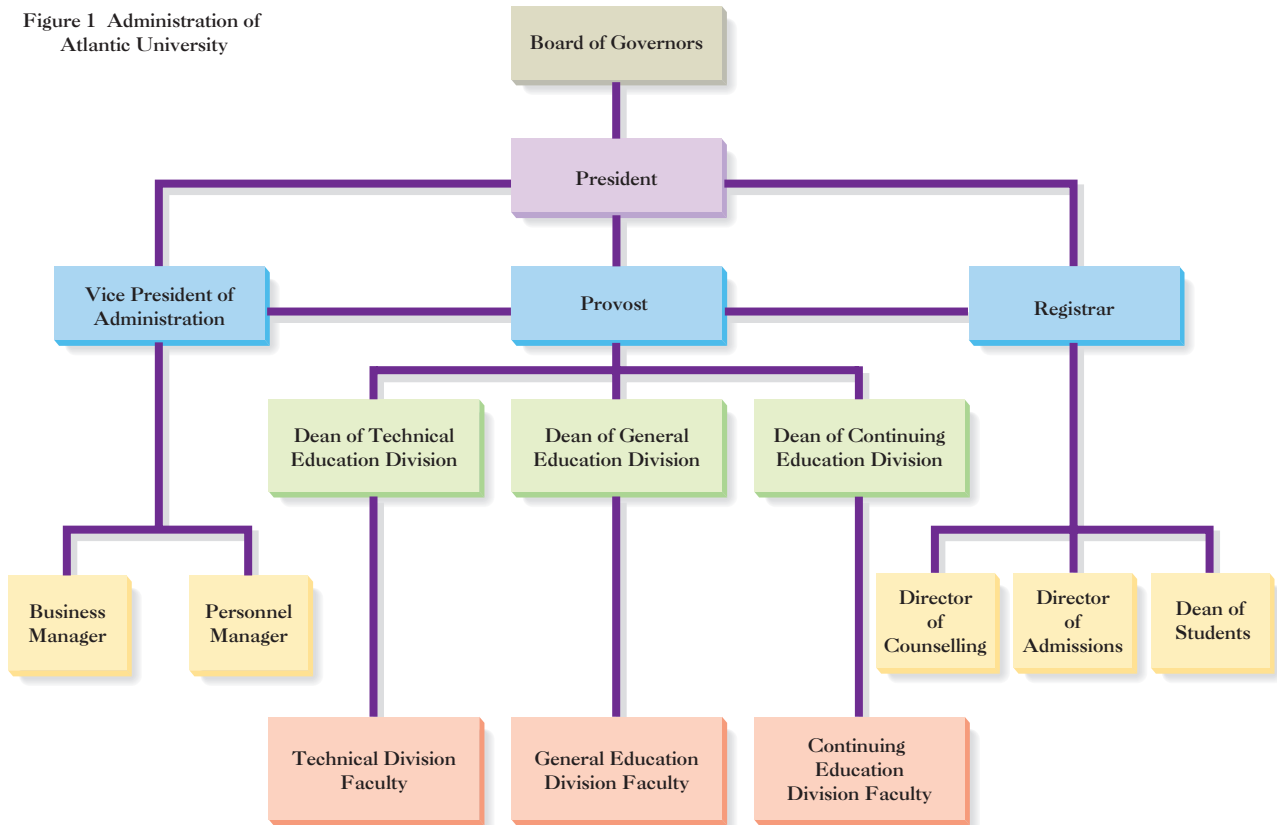 Figure 1 Administration of
Atlantic University
Board of Governors
President
Vice President of
Administration
Provost
Registrar
Dean of Technical
Education Division
Dean of General
Education Division
Dean of Continuing
Education Division
Business
Manager
Personnel
Manager
Director
of
Counselling
Director
of
Admissions
Dean of
Students
Technical Division
Faculty
General Education
Division Faculty
Continuing
Education
Division Faculty